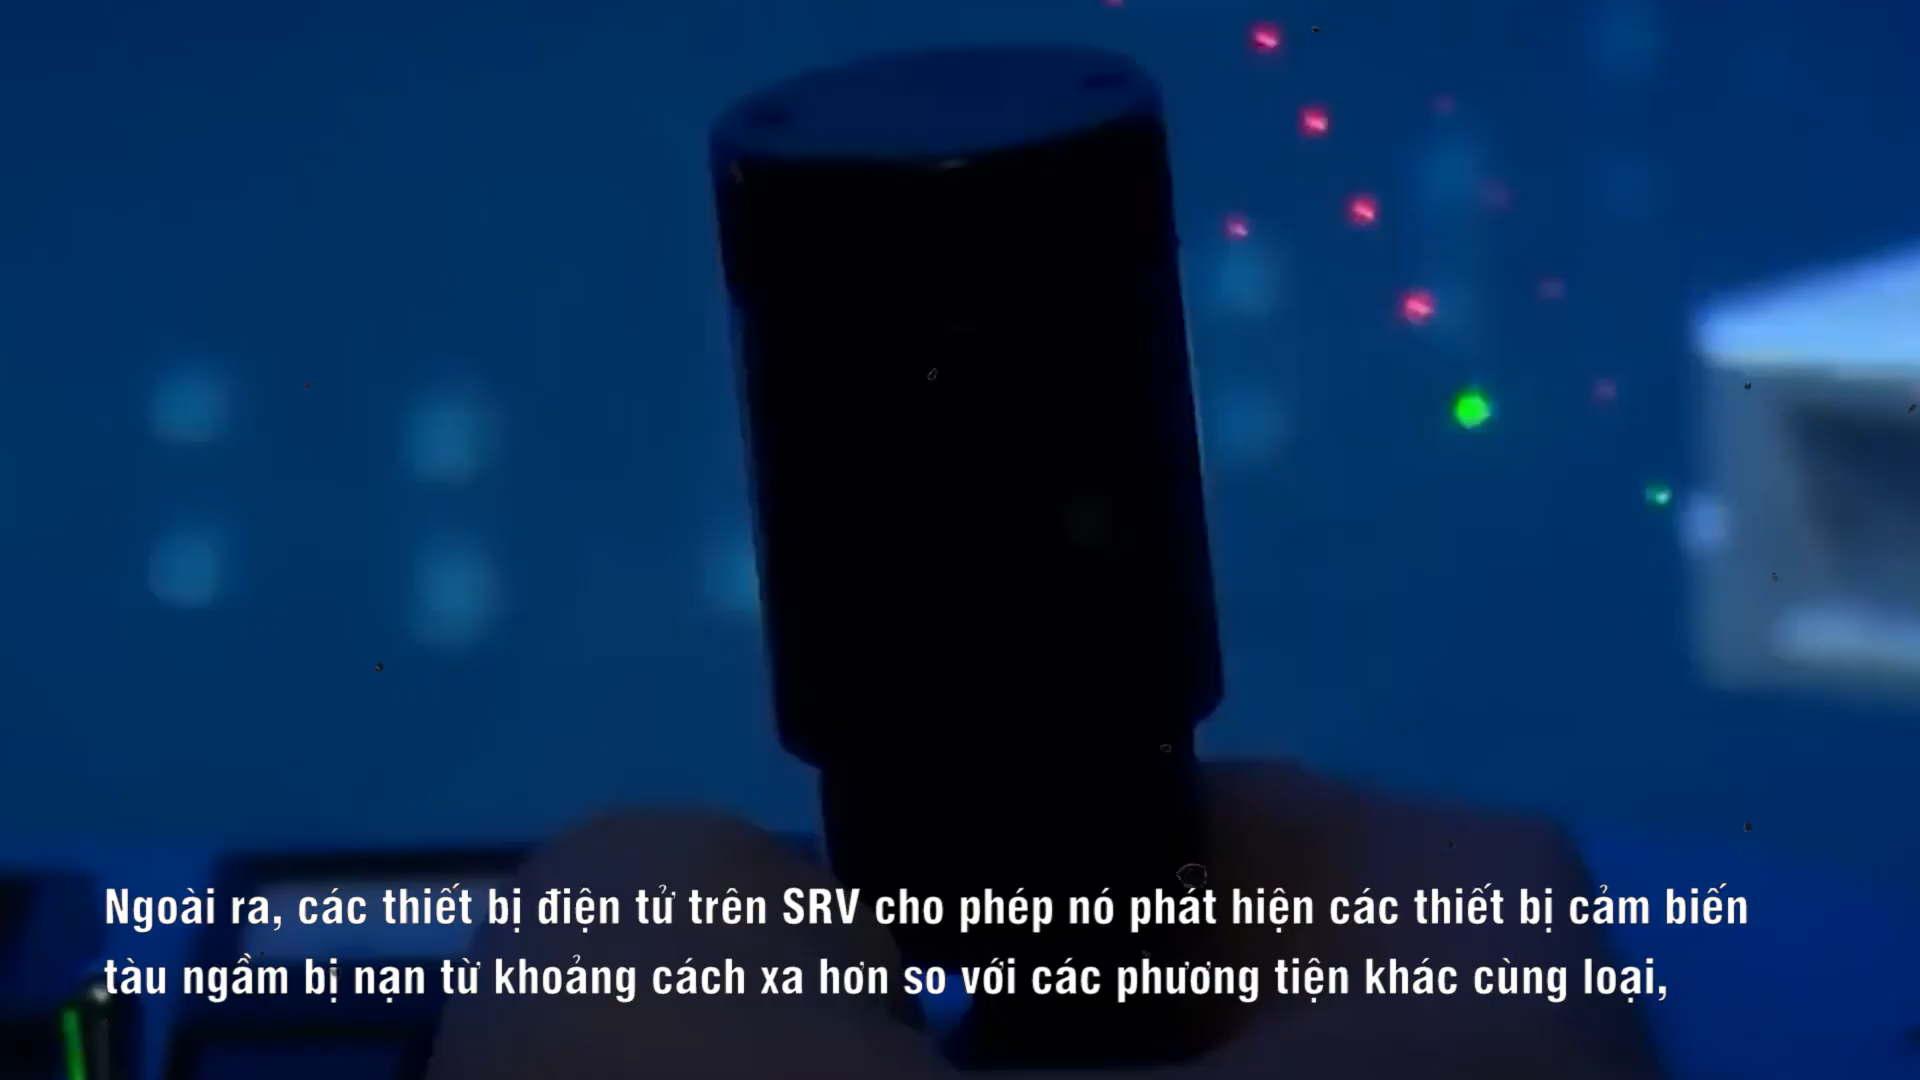 Ngoài ra, các thiết bị điện tử trên SRV cho phép nó phát hiện các thiết bị cảm biến
tàu ngầm bị nạn từ khoảng cách xa hơn so với các phương tiện khác cùng loại,